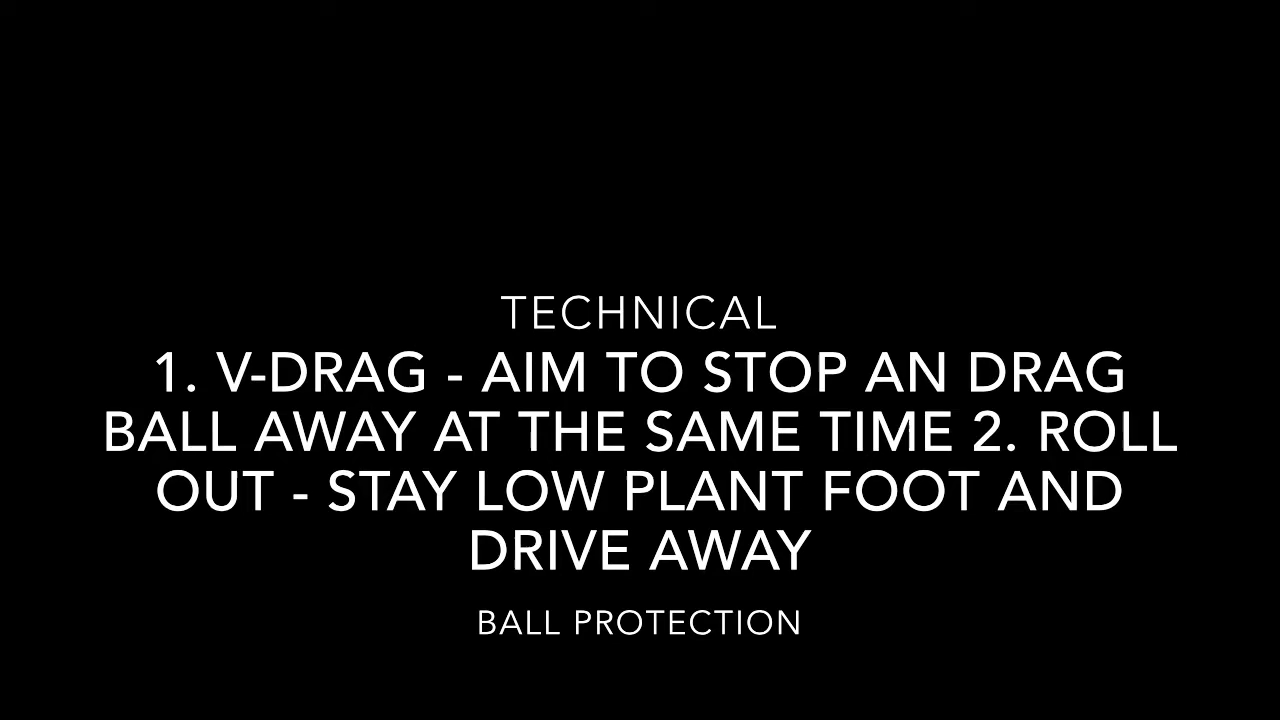 TECHNICAL
1. V-DRAG - AIM TO STOP AN DRAG
BALL AWAY AT THE SAME TIME 2. ROLL
OUT - STAY LOW PLANT FOOT AND
DRIVE AWAY
BALL PROTECTION